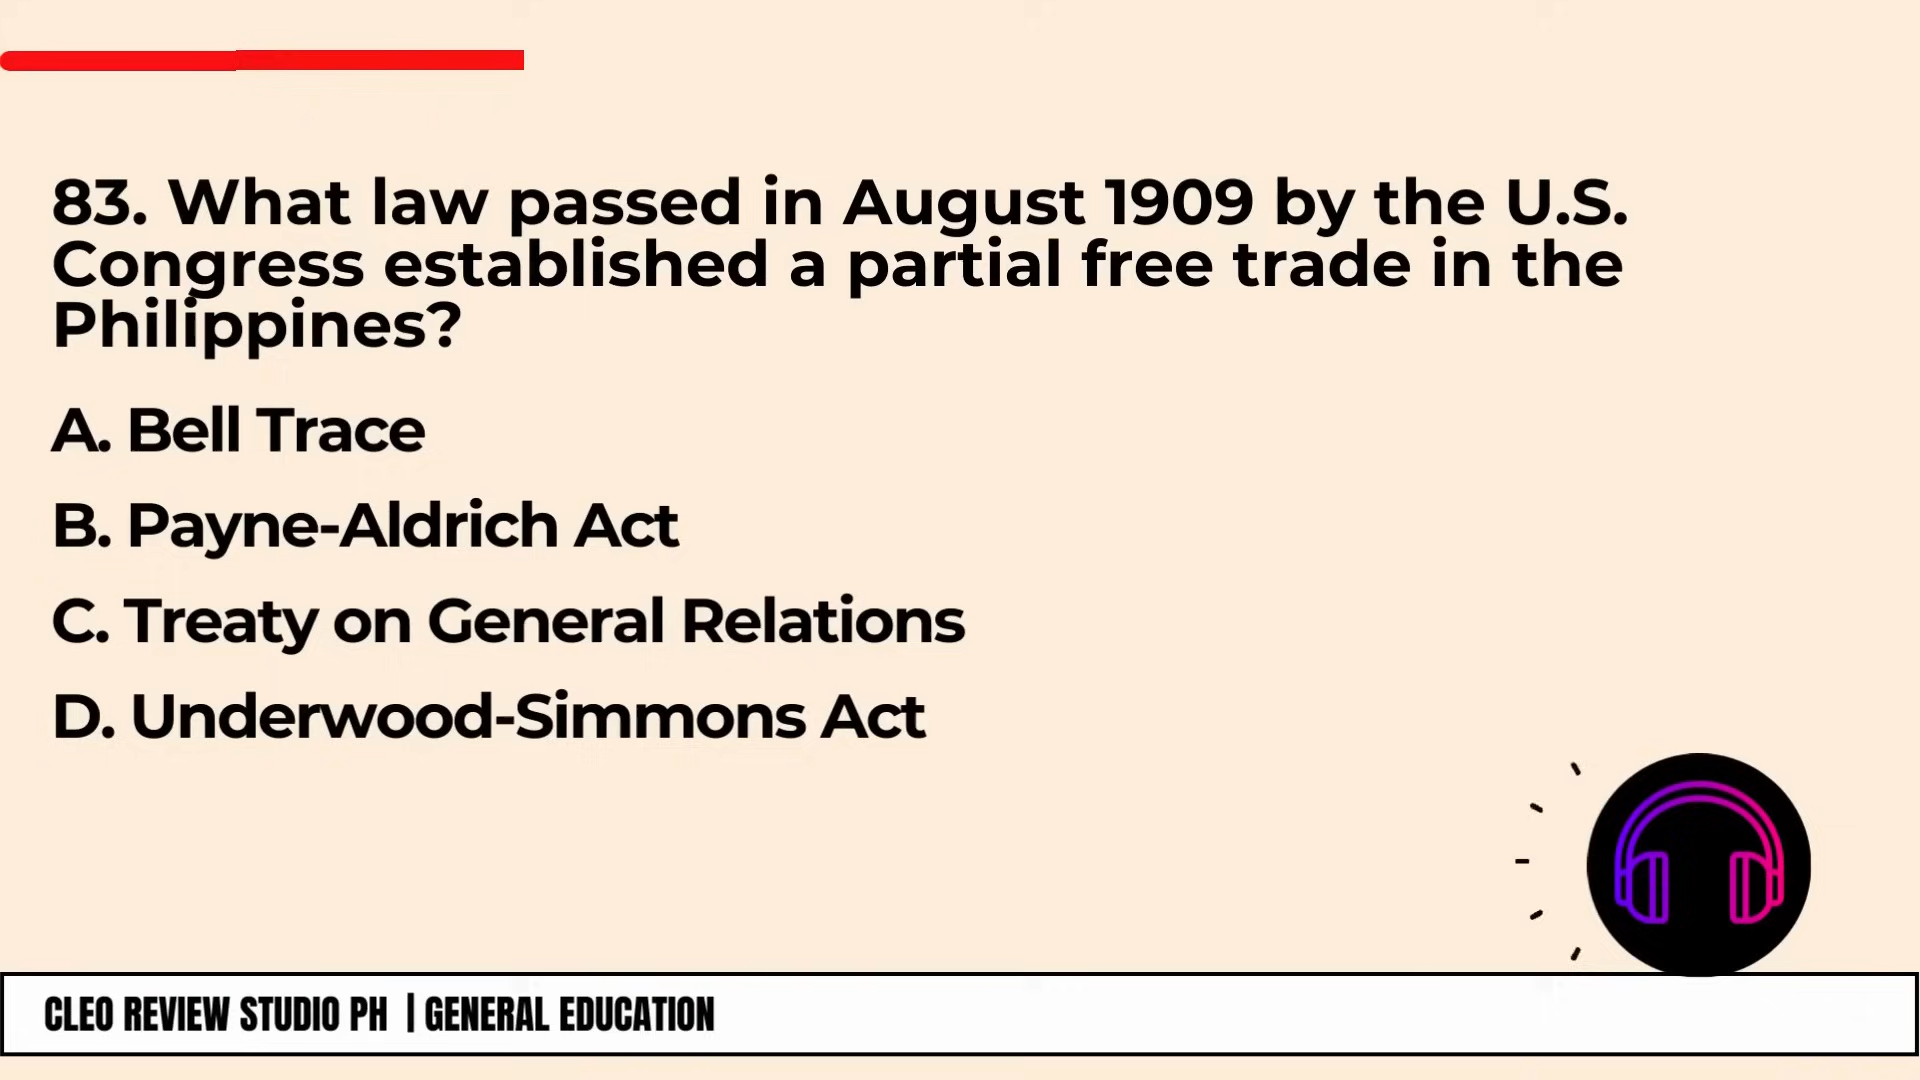 83. What law passed in August 1909 by the U.S.
Congress established a partial free trade in the
Philippines?
A. Bell Trace
B. Payne-Aldrich Act
C. Treaty on General Relations
D. Underwood-Simmons Act
CLEO REVIEW STUDIO PH | GENERAL EDUCATION